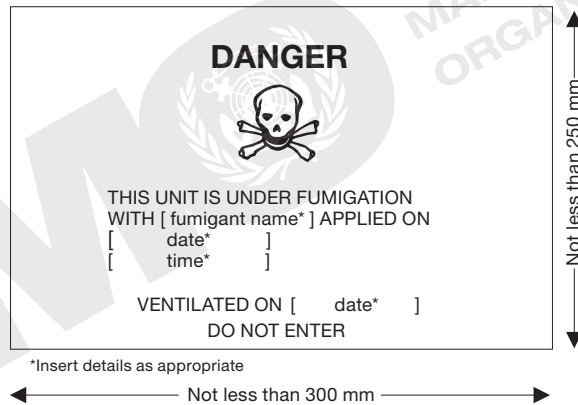 DANGER
THIS UNIT IS UNDER FUMIGATION
WITH [ fumigant name* ] APPLIED ON
[ date* ]
[ time* ]
VENTILATED ON [ date* ]
DO NOT ENTER
*Insert details as appropriate
Not less than 300 mm
Not less than 250 mm